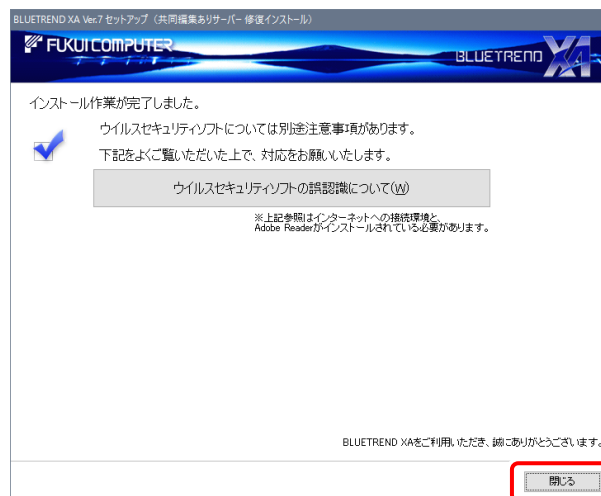 BLUETREND XA Ver.7 セットアップ（共同編集ありサーバー 修復インストール）
FUKUI COMPUTER
BLUETREND XA
インストール作業が完了しました。
ウイルスセキュリティソフトについては別途注意事項があります。
下記をよくご覧いただいた上で、対応をお願いいたします。
ウイルスセキュリティソフトの誤認識について(W)
※上記参照はインターネットへの接続環境と、
Adobe Readerがインストールされている必要があります。
BLUETREND XAをご利用いただき、誠にありがとうございます。
閉じる